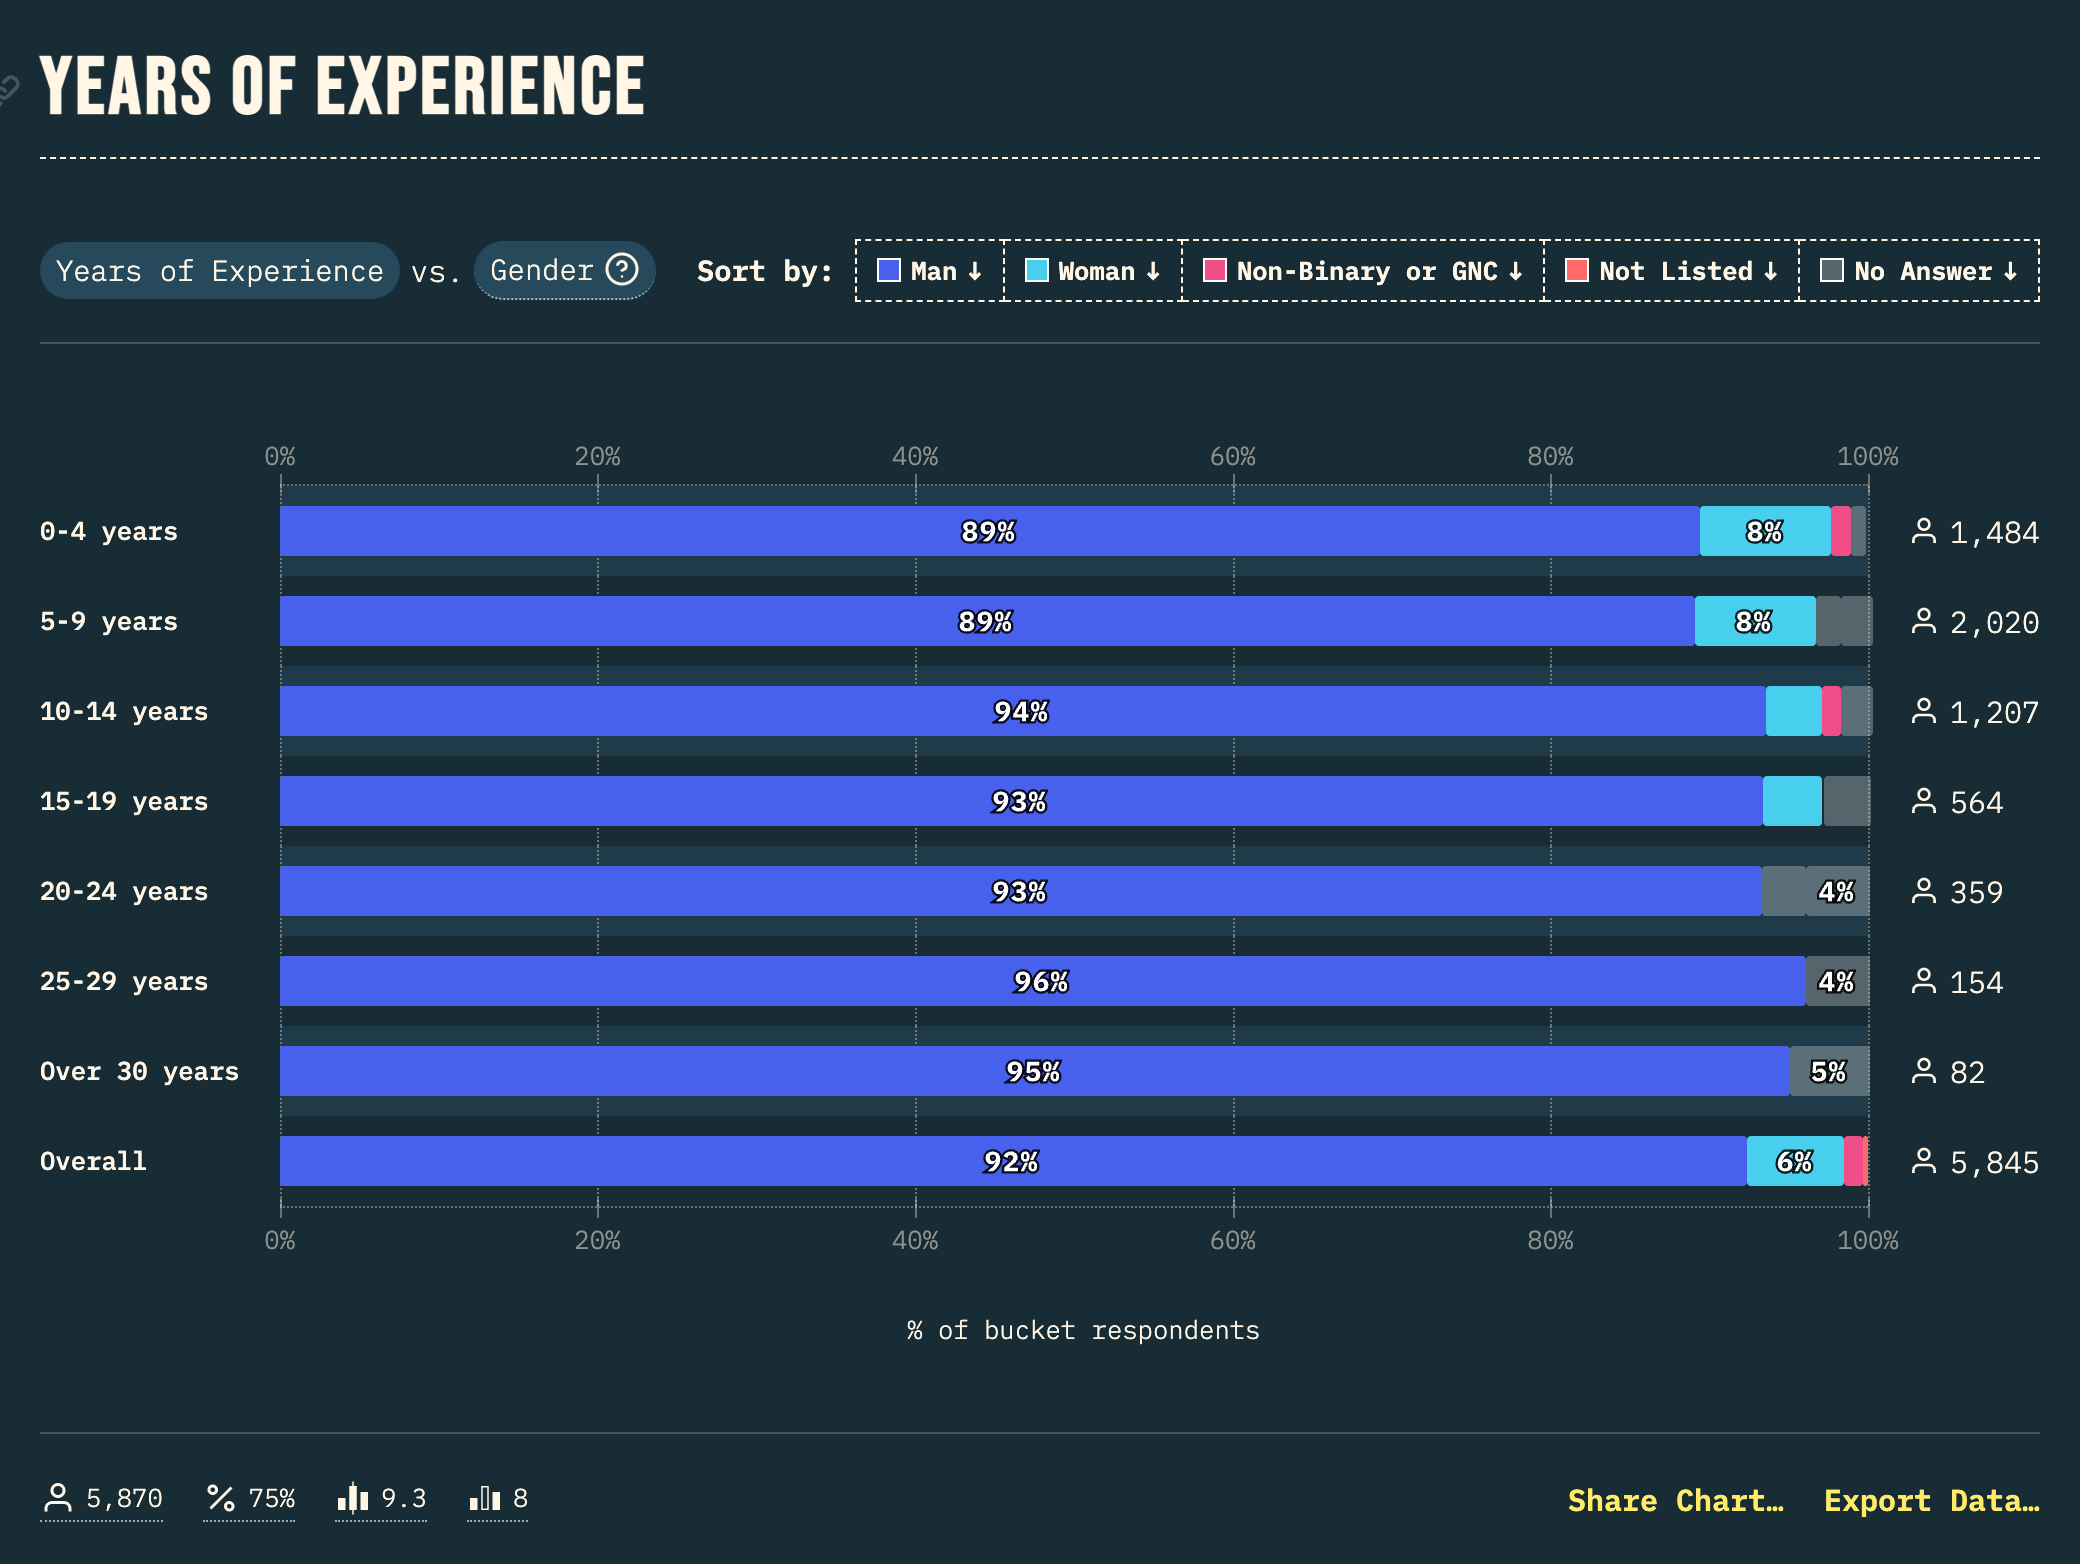 YEARS OF EXPERIENCE
Years of Experience vs. Gender ? Sort by: Man ↓ Woman ↓ Non-Binary or GNC ↓ Not Listed ↓ No Answer ↓
0% 20% 40% 60% 80% 100%
0-4 years 89% 8% 1,484
5-9 years 89% 8% 2,020
10-14 years 94% 1,207
15-19 years 93% 564
20-24 years 93% 4% 359
25-29 years 96% 4% 154
Over 30 years 95% 5% 82
Overall 92% 6% 5,845
0% 20% 40% 60% 80% 100%
% of bucket respondents
5,870 % 75% 9.3 8 Share Chart… Export Data…